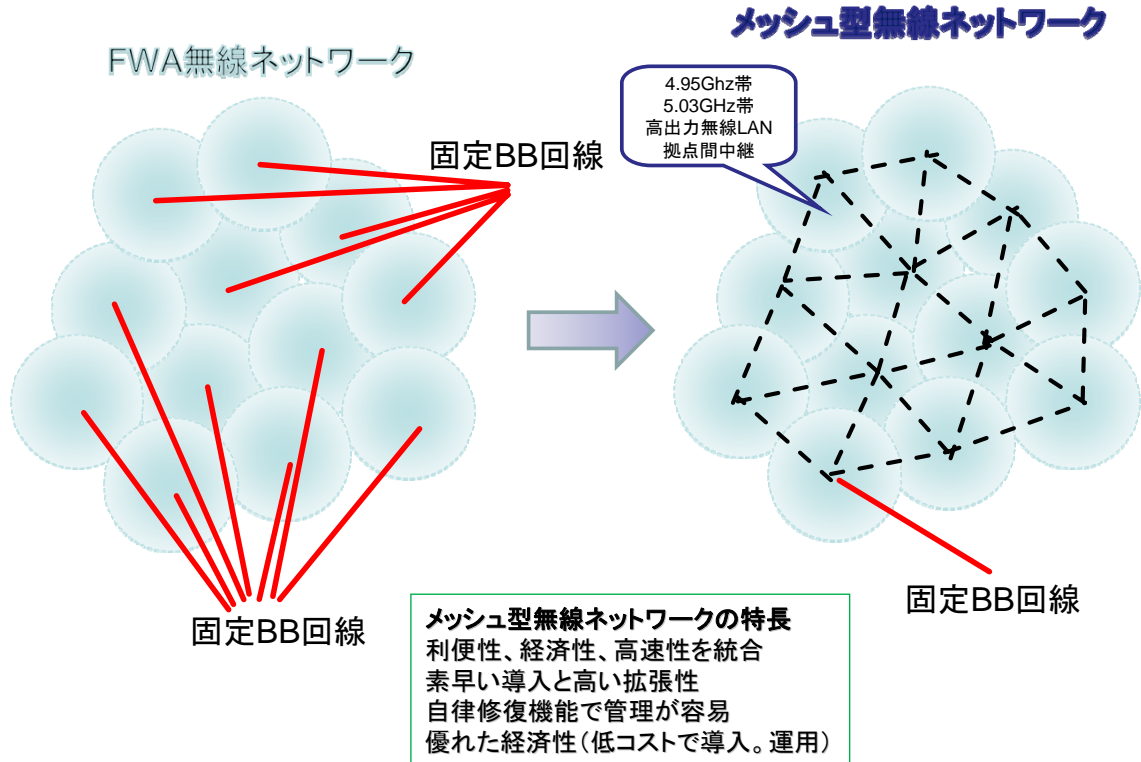 メッシュ型無線ネットワーク
FWA無線ネットワーク
4.95Ghz帯
5.03GHz帯
高出力無線LAN
拠点間中継
固定BB回線
固定BB回線
固定BB回線
メッシュ型無線ネットワークの特長
利便性、経済性、高速性を統合
素早い導入と高い拡張性
自律修復機能で管理が容易
優れた経済性(低コストで導入。運用)